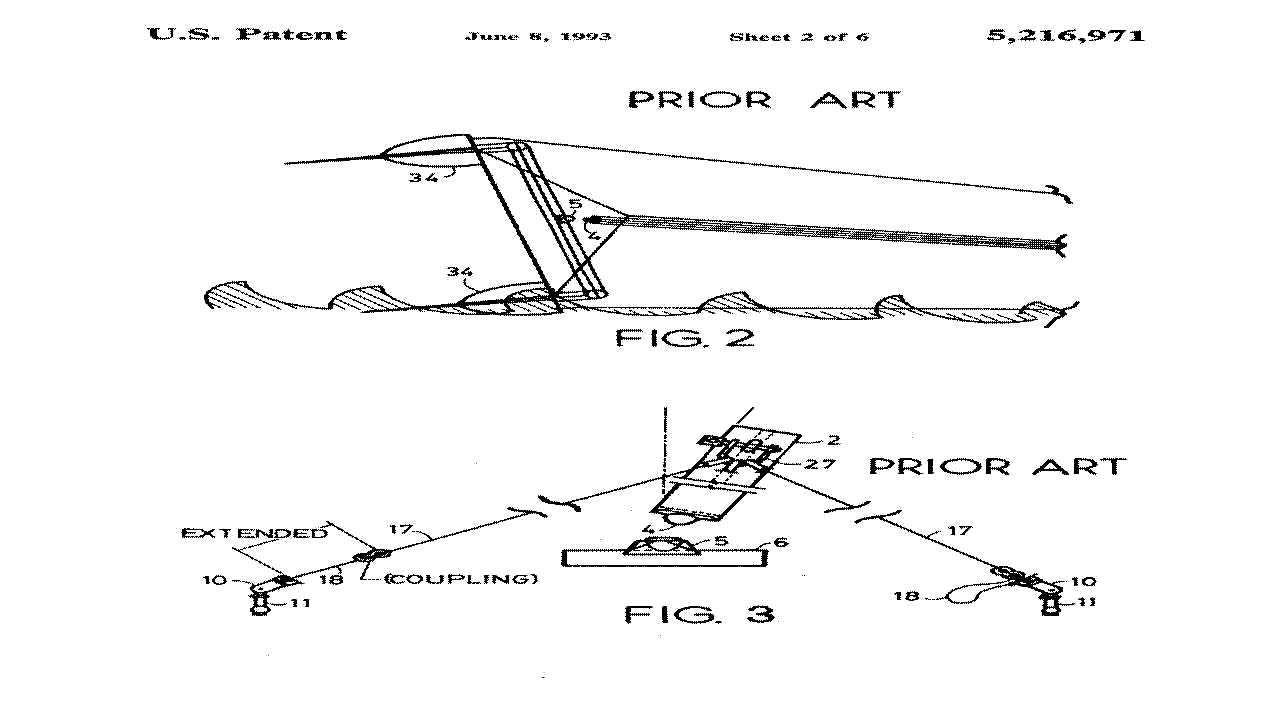 U.S. Patent June 8, 1993 Sheet 2 of 6 5,216,971
PRIOR ART
34
5
4
34
FIG. 2
2
27
PRIOR ART
EXTENDED
17
4
5
6
17
10
18
(COUPLING)
11
18
10
11
FIG. 3